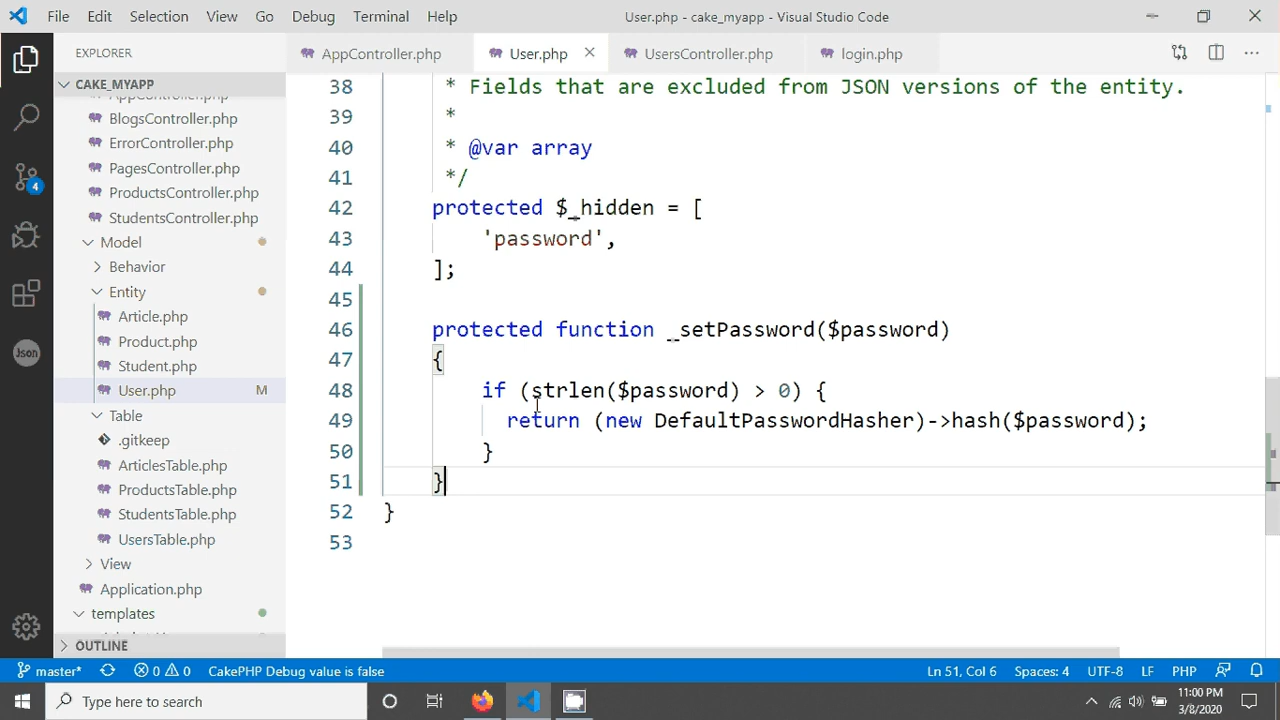 File Edit Selection View Go Debug Terminal Help User.php - cake_myapp - Visual Studio Code
EXPLORER
AppController.php User.php UsersController.php login.php
CAKE_MYAPP
AppController.php
BlogsController.php
ErrorController.php
PagesController.php
ProductsController.php
StudentsController.php
Model
Behavior
Entity
Article.php
Product.php
Student.php
User.php M
Table
.gitkeep
ArticlesTable.php
ProductsTable.php
StudentsTable.php
UsersTable.php
View
Application.php
templates
OUTLINE
4
Json
38 * Fields that are excluded from JSON versions of the entity.
39 *
40 * @var array
41 */
42 protected $_hidden = [
43 'password',
44 ];
45
46 protected function _setPassword($password)
47 {
48 if (strlen($password) > 0) {
49 return (new DefaultPasswordHasher)->hash($password);
50 }
51 }
52 }
53
master* 0 0 CakePHP Debug value is false Ln 51, Col 6 Spaces: 4 UTF-8 LF PHP
Type here to search
11:00 PM
3/8/2020